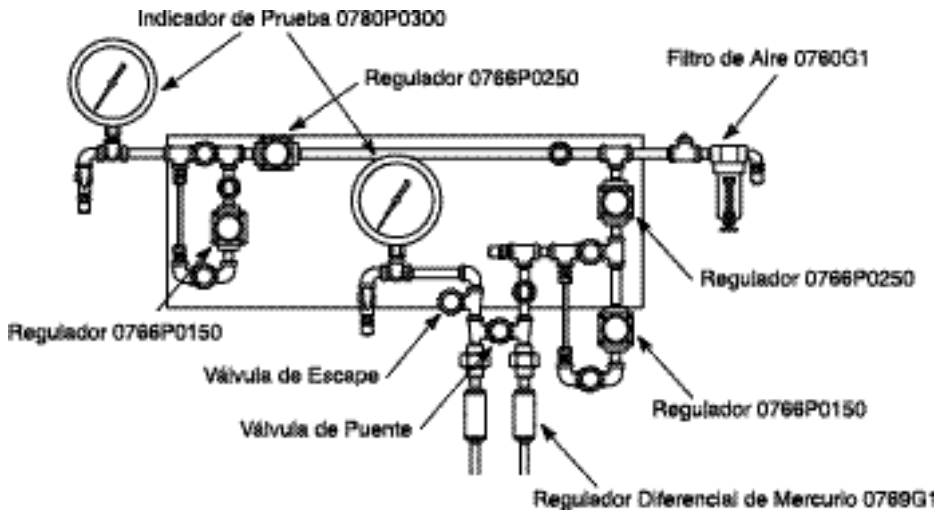 Indicador de Prueba 0780P0300
Regulador 0766P0250
Filtro de Aire 0760G1
Regulador 0766P0250
Regulador 0766P0150
Válvula de Escape
Regulador 0766P0150
Válvula de Puente
Regulador Diferencial de Mercurio 0769G1